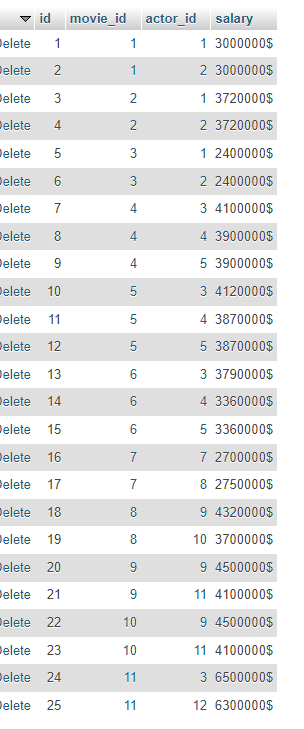 id movie_id actor_id salary
Delete 1 1 1 3000000$
Delete 2 1 2 3000000$
Delete 3 2 1 3720000$
Delete 4 2 2 3720000$
Delete 5 3 1 2400000$
Delete 6 3 2 2400000$
Delete 7 4 3 4100000$
Delete 8 4 4 3900000$
Delete 9 4 5 3900000$
Delete 10 5 3 4120000$
Delete 11 5 4 3870000$
Delete 12 5 5 3870000$
Delete 13 6 3 3790000$
Delete 14 6 4 3360000$
Delete 15 6 5 3360000$
Delete 16 7 7 2700000$
Delete 17 7 8 2750000$
Delete 18 8 9 4320000$
Delete 19 8 10 3700000$
Delete 20 9 9 4500000$
Delete 21 9 11 4100000$
Delete 22 10 9 4500000$
Delete 23 10 11 4100000$
Delete 24 11 3 6500000$
Delete 25 11 12 6300000$